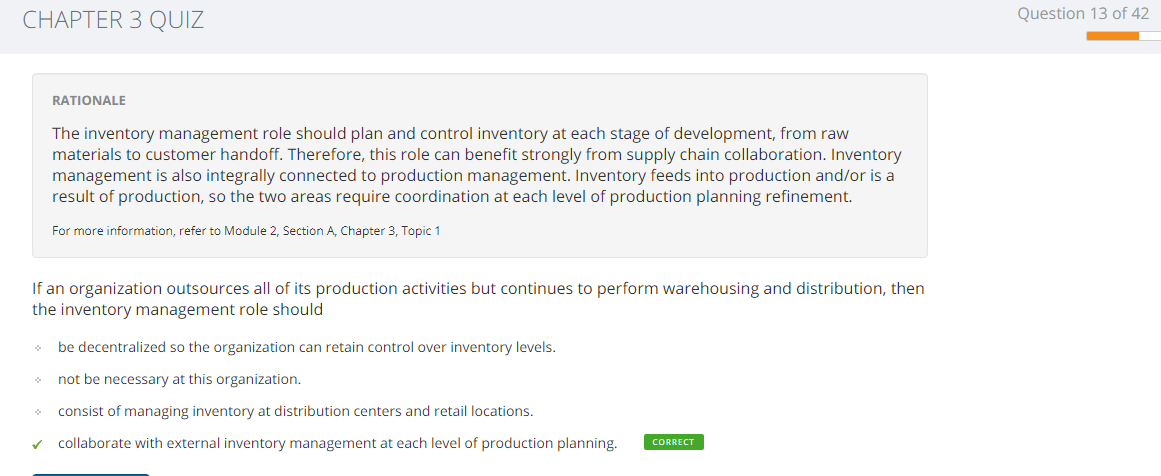 CHAPTER 3 QUIZ
Question 13 of 42
RATIONALE
The inventory management role should plan and control inventory at each stage of development, from raw
materials to customer handoff. Therefore, this role can benefit strongly from supply chain collaboration. Inventory
management is also integrally connected to production management. Inventory feeds into production and/or is a
result of production, so the two areas require coordination at each level of production planning refinement.
For more information, refer to Module 2, Section A, Chapter 3, Topic 1
If an organization outsources all of its production activities but continues to perform warehousing and distribution, then
the inventory management role should
be decentralized so the organization can retain control over inventory levels.
not be necessary at this organization.
consist of managing inventory at distribution centers and retail locations.
collaborate with external inventory management at each level of production planning. CORRECT